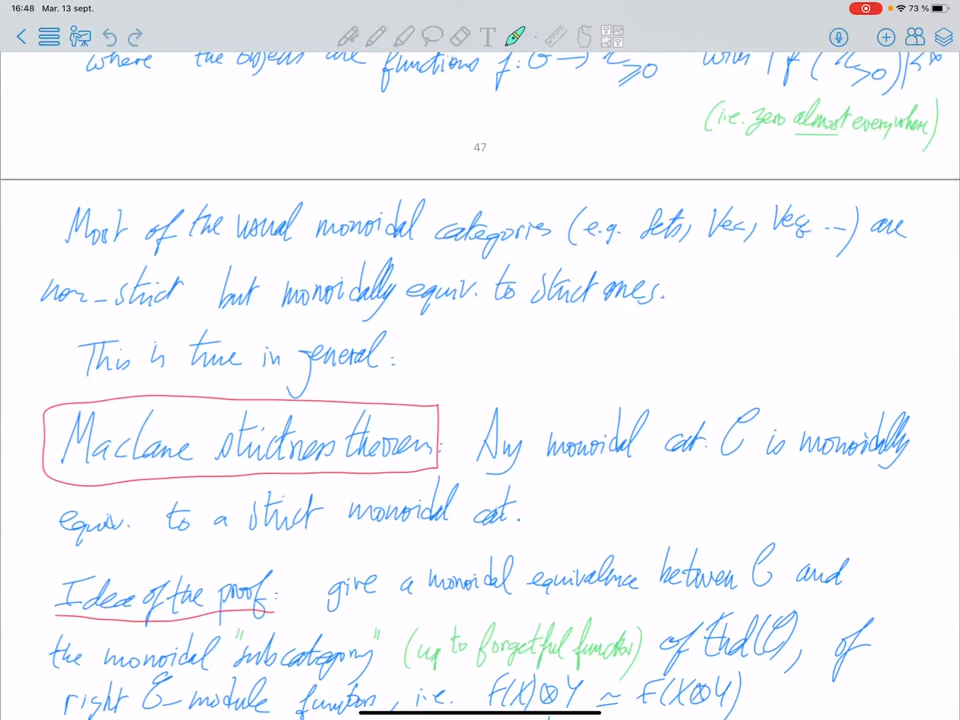 16:48 Mar. 13 sept. 73 %
where the objects are functions f: G → ℤ≥0 with |f⁻¹(ℤ>0)| < ∞
(i.e. zero almost everywhere)
47
Most of the usual monoidal categories (e.g. Sets, Vec, Vec_G ...) are
non-strict but monoidally equiv. to strict ones.
This is true in general:
MacLane strictness theorem: Any monoidal cat. C is monoidally
equiv. to a strict monoidal cat.
Idea of the proof: give a monoidal equivalence between C and
the monoidal "subcategory" (up to forgetful functor) of End(C), of
right C-module functors, i.e. F(X)⊗Y ≃ F(X⊗Y)